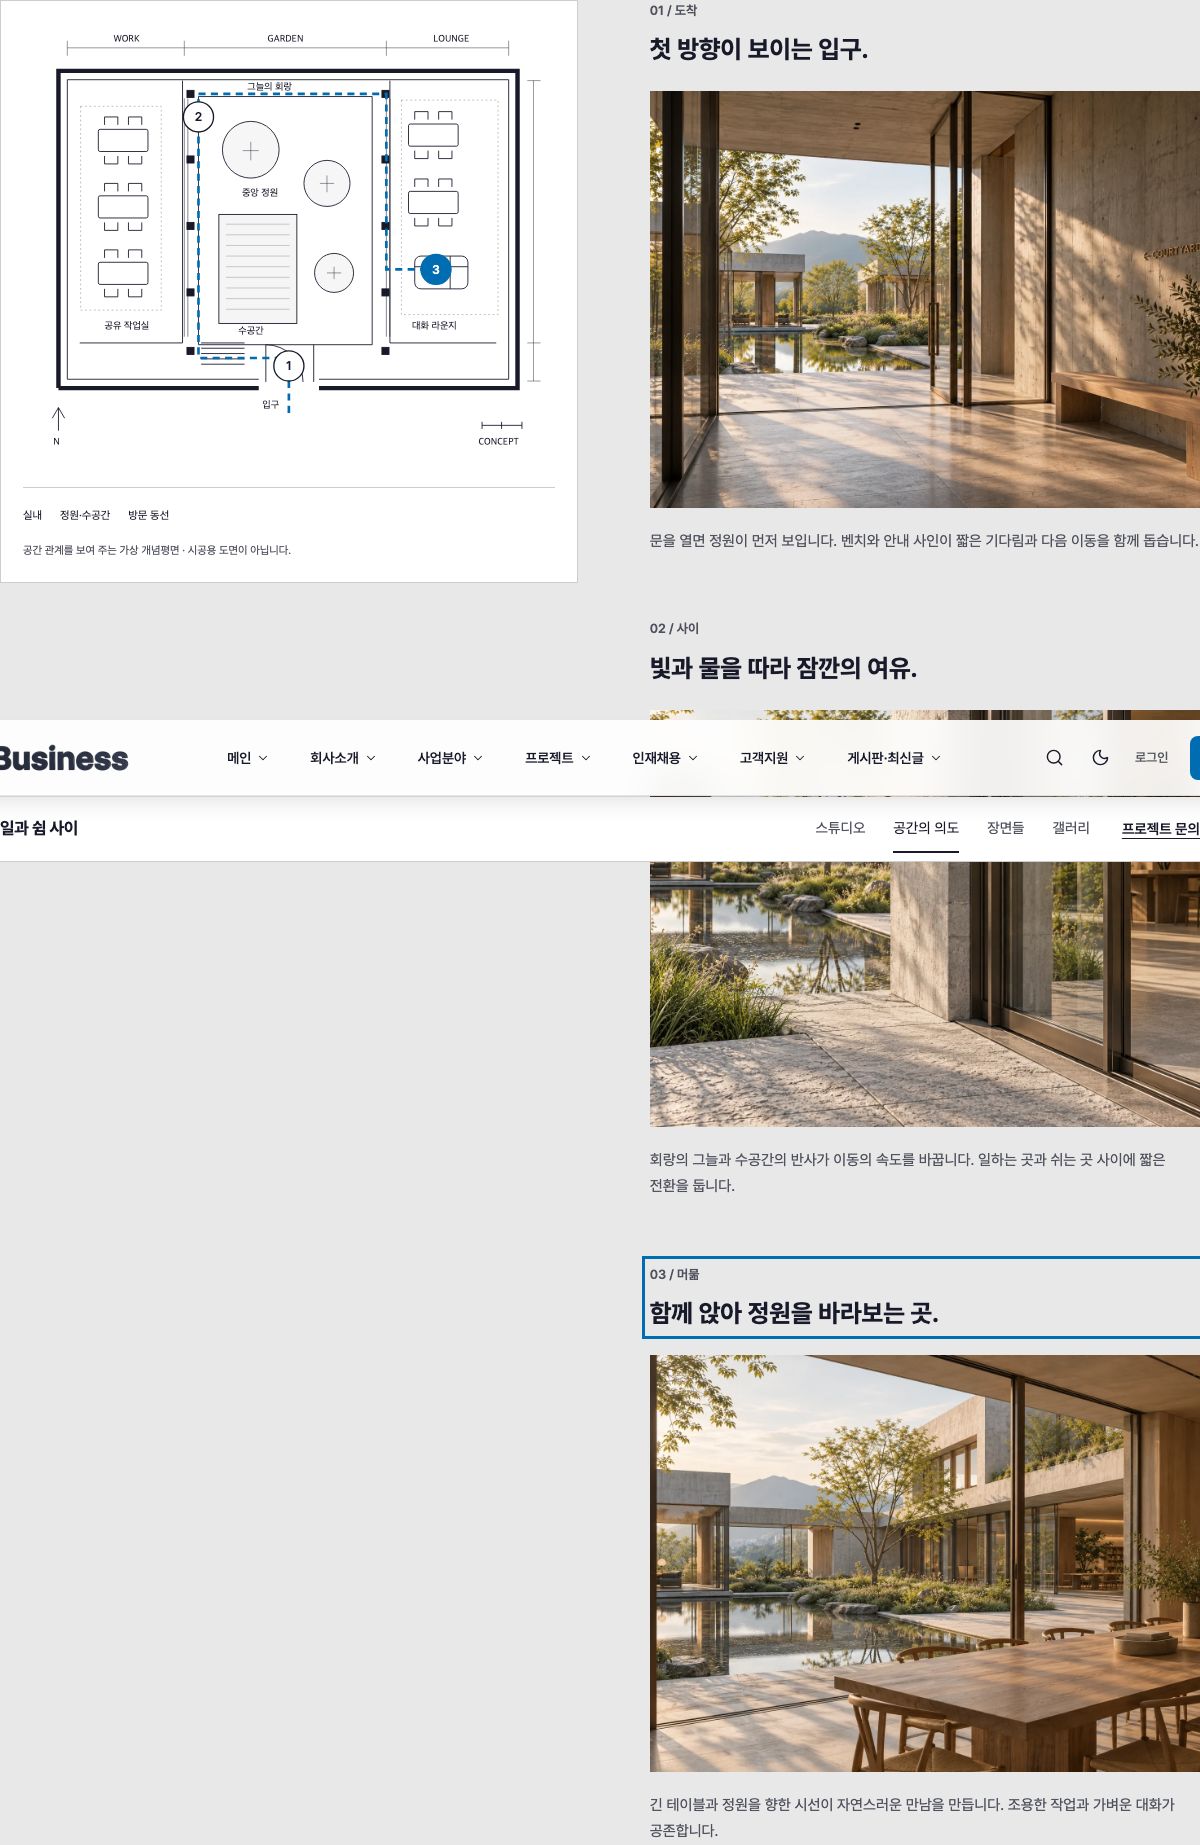 WORK
GARDEN
LOUNGE
그늘의 회랑
2
중앙 정원
3
공유 작업실
수공간
대화 라운지
1
입구
N
CONCEPT
실내
정원·수공간
방문 동선
공간 관계를 보여 주는 가상 개념평면 · 시공용 도면이 아닙니다.
01 / 도착
첫 방향이 보이는 입구.
문을 열면 정원이 먼저 보입니다. 벤치와 안내 사인이 짧은 기다림과 다음 이동을 함께 돕습니다.
02 / 사이
빛과 물을 따라 잠깐의 여유.
Business
메인
회사소개
사업분야
프로젝트
인재채용
고객지원
게시판·최신글
로그인
일과 쉼 사이
스튜디오
공간의 의도
장면들
갤러리
프로젝트 문의
회랑의 그늘과 수공간의 반사가 이동의 속도를 바꿉니다. 일하는 곳과 쉬는 곳 사이에 짧은
전환을 둡니다.
03 / 머묾
함께 앉아 정원을 바라보는 곳.
긴 테이블과 정원을 향한 시선이 자연스러운 만남을 만듭니다. 조용한 작업과 가벼운 대화가
공존합니다.